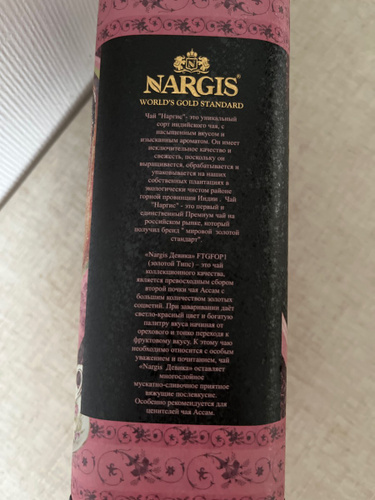 NARGIS
WORLD'S GOLD STANDARD
Чай "Наргис"- это уникальный
сорт индийского чая, с
насыщенным вкусом и
изысканным ароматом. Он имеет
исключительное качество и
свежесть, поскольку он
выращивается, обрабатывается и
упаковывается на наших
собственных плантациях в
экологически чистом районе
горной провинции Индии . Чай
"Наргис" - это первый и
единственный Премиум чай на
российском рынке, который
получил бренд " мировой золотой
стандарт".
«Nargis Девика» FTGFOP1
(золотой Типс) – это чай
коллекционного качества,
является превосходным сбором
второй почки чая Ассам с
большим количеством золотых
соцветий. При заваривании даёт
светло-красный цвет и богатую
палитру вкуса начиная от
орехового и тонко переходя к
фруктовому вкусу. К этому чаю
необходимо относится с особым
уважением и почитанием, чай
«Nargis Девика» оставляет
многослойное
мускатно-сливочное приятное
вяжущие послевкусие.
Особенно рекомендуется для
ценителей чая Ассам.